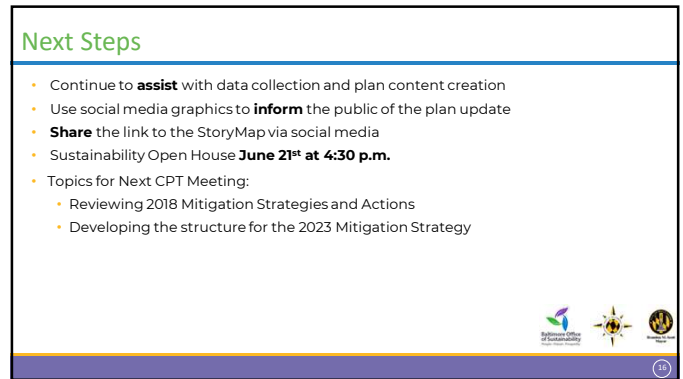 Next Steps
• Continue to assist with data collection and plan content creation
• Use social media graphics to inform the public of the plan update
• Share the link to the StoryMap via social media
• Sustainability Open House June 21st at 4:30 p.m.
• Topics for Next CPT Meeting:
• Reviewing 2018 Mitigation Strategies and Actions
• Developing the structure for the 2023 Mitigation Strategy
Baltimore Office
of Sustainability
Brandon M. Scott
Mayor
16